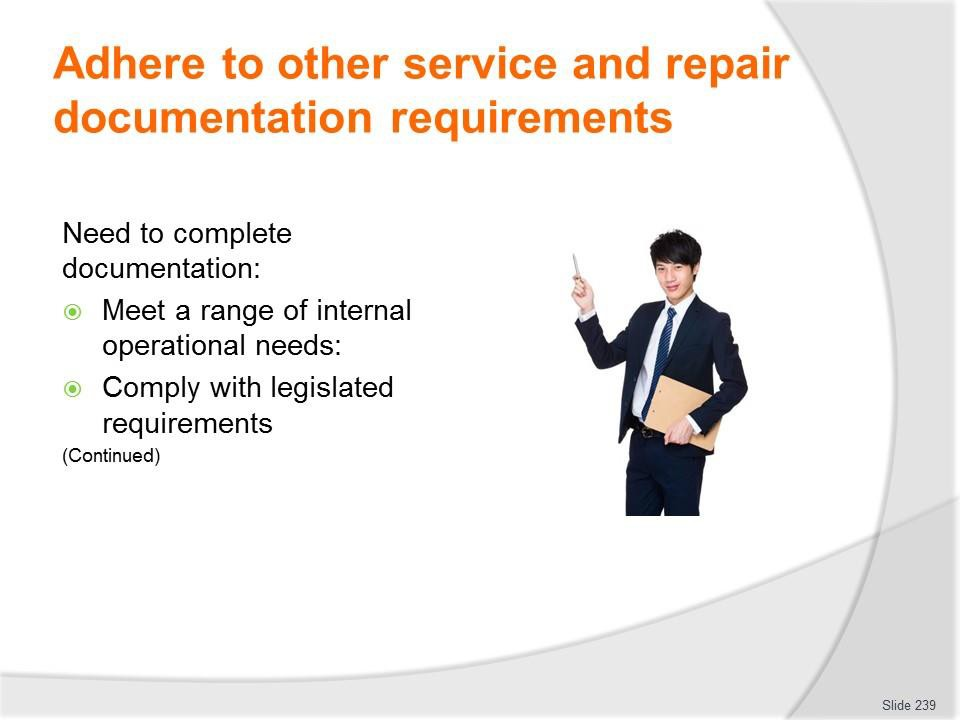 Adhere to other service and repair
documentation requirements
Need to complete
documentation:
Meet a range of internal
operational needs:
Comply with legislated
requirements
(Continued)
Slide 239